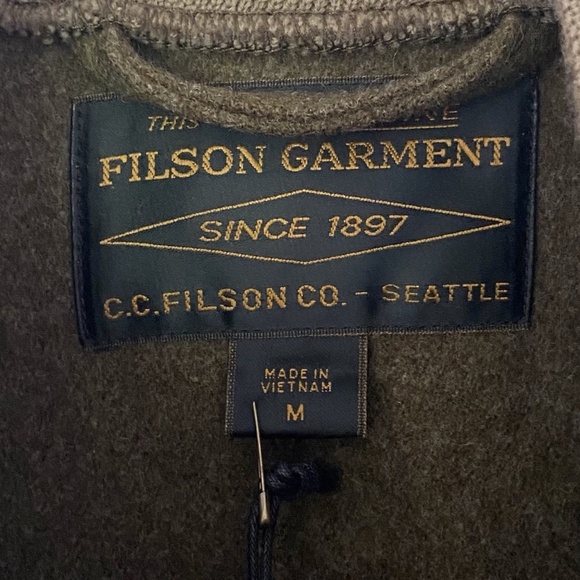 THIS
FILSON GARMENT
SINCE 1897
C.C. FILSON CO. - SEATTLE
MADE IN
VIETNAM
M